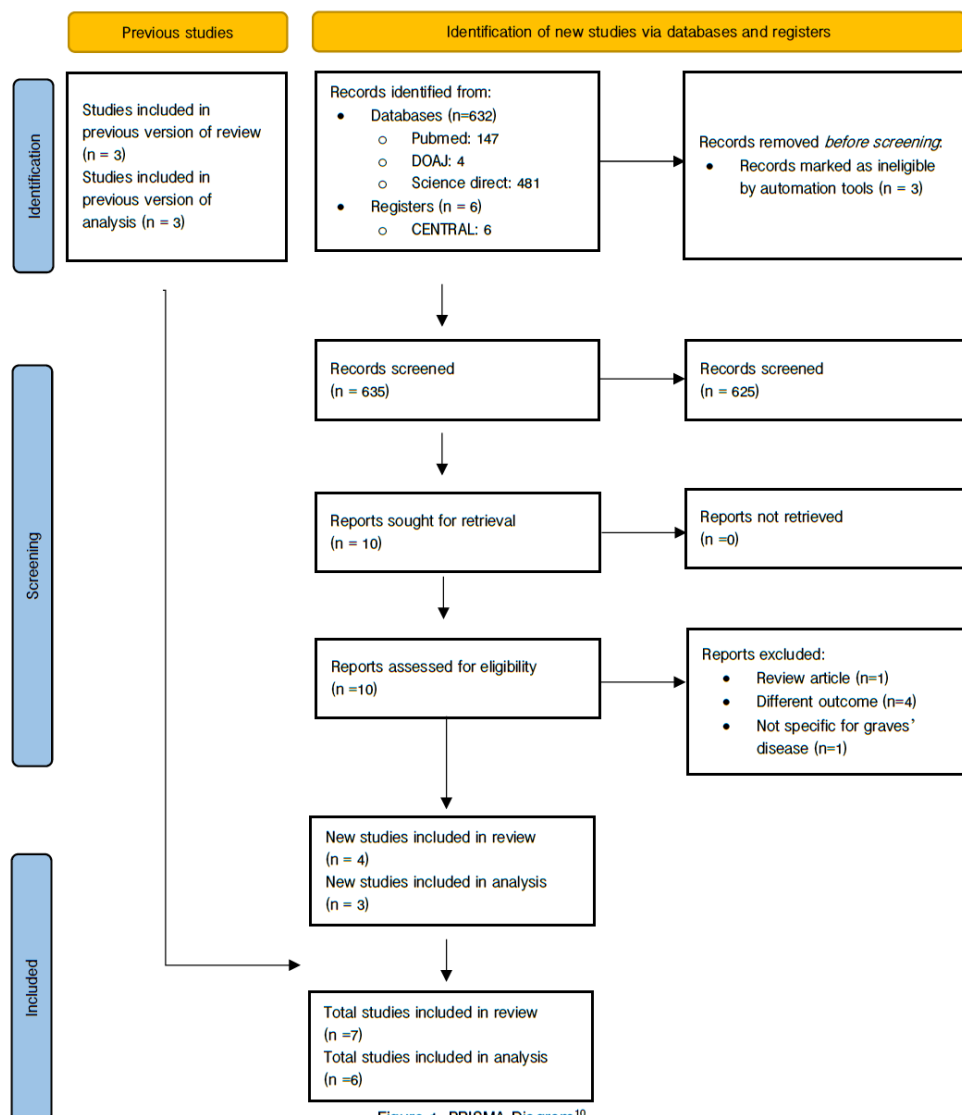 Previous studies
Identification of new studies via databases and registers
Identification
Studies included in
previous version of review
(n = 3)
Studies included in
previous version of
analysis (n = 3)
Records identified from:
• Databases (n=632)
o Pubmed: 147
o DOAJ: 4
o Science direct: 481
• Registers (n = 6)
o CENTRAL: 6
Records removed before screening:
• Records marked as ineligible
by automation tools (n = 3)
Screening
Records screened
(n = 635)
Records screened
(n = 625)
Reports sought for retrieval
(n = 10)
Reports not retrieved
(n =0)
Reports assessed for eligibility
(n =10)
Reports excluded:
• Review article (n=1)
• Different outcome (n=4)
• Not specific for graves’
disease (n=1)
Included
New studies included in review
(n = 4)
New studies included in analysis
(n = 3)
Total studies included in review
(n =7)
Total studies included in analysis
(n =6)
Figure 1. PRISMA Diagram¹⁰